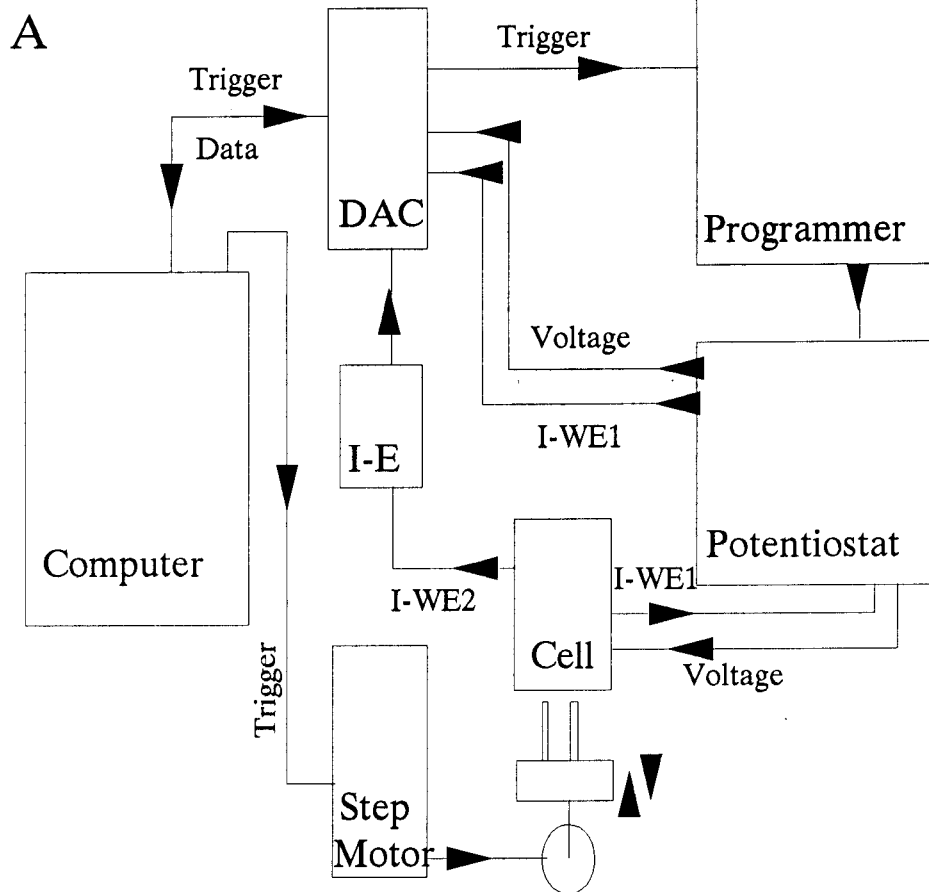 A
Trigger
Trigger
Data
DAC
Programmer
Voltage
I-WE1
I-E
Computer
Potentiostat
I-WE1
I-WE2
Cell
Voltage
Trigger
Step
Motor